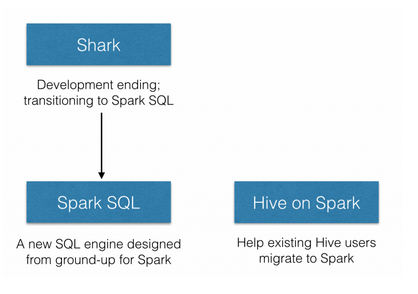 Shark
Development ending;
transitioning to Spark SQL
Spark SQL
Hive on Spark
A new SQL engine designed
from ground-up for Spark
Help existing Hive users
migrate to Spark